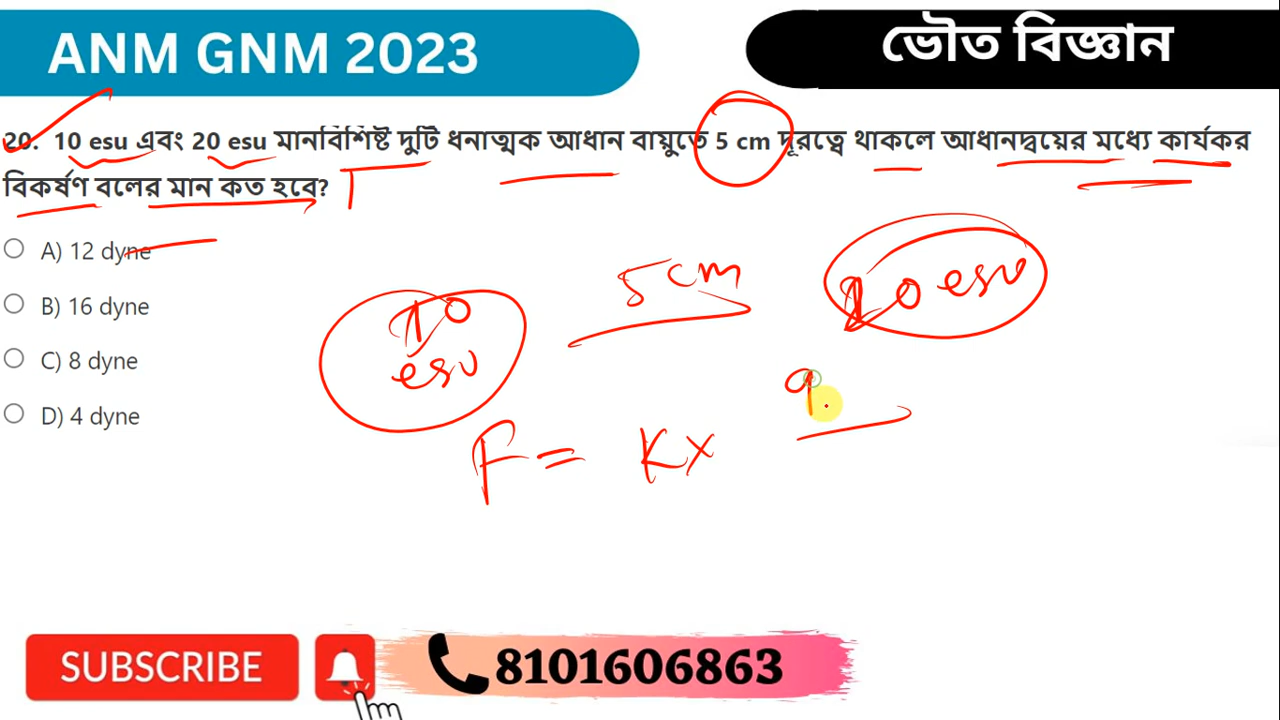 ANM GNM 2023
ভৌত বিজ্ঞান
20. 10 esu এবং 20 esu মানবিশিষ্ট দুটি ধনাত্মক আধান বায়ুতে 5 cm দূরত্বে থাকলে আধানদ্বয়ের মধ্যে কার্যকর
বিকর্ষণ বলের মান কত হবে?
A) 12 dyne
B) 16 dyne
C) 8 dyne
D) 4 dyne
10
esu
5 cm
20 esu
F = K x
q
SUBSCRIBE
8101606863